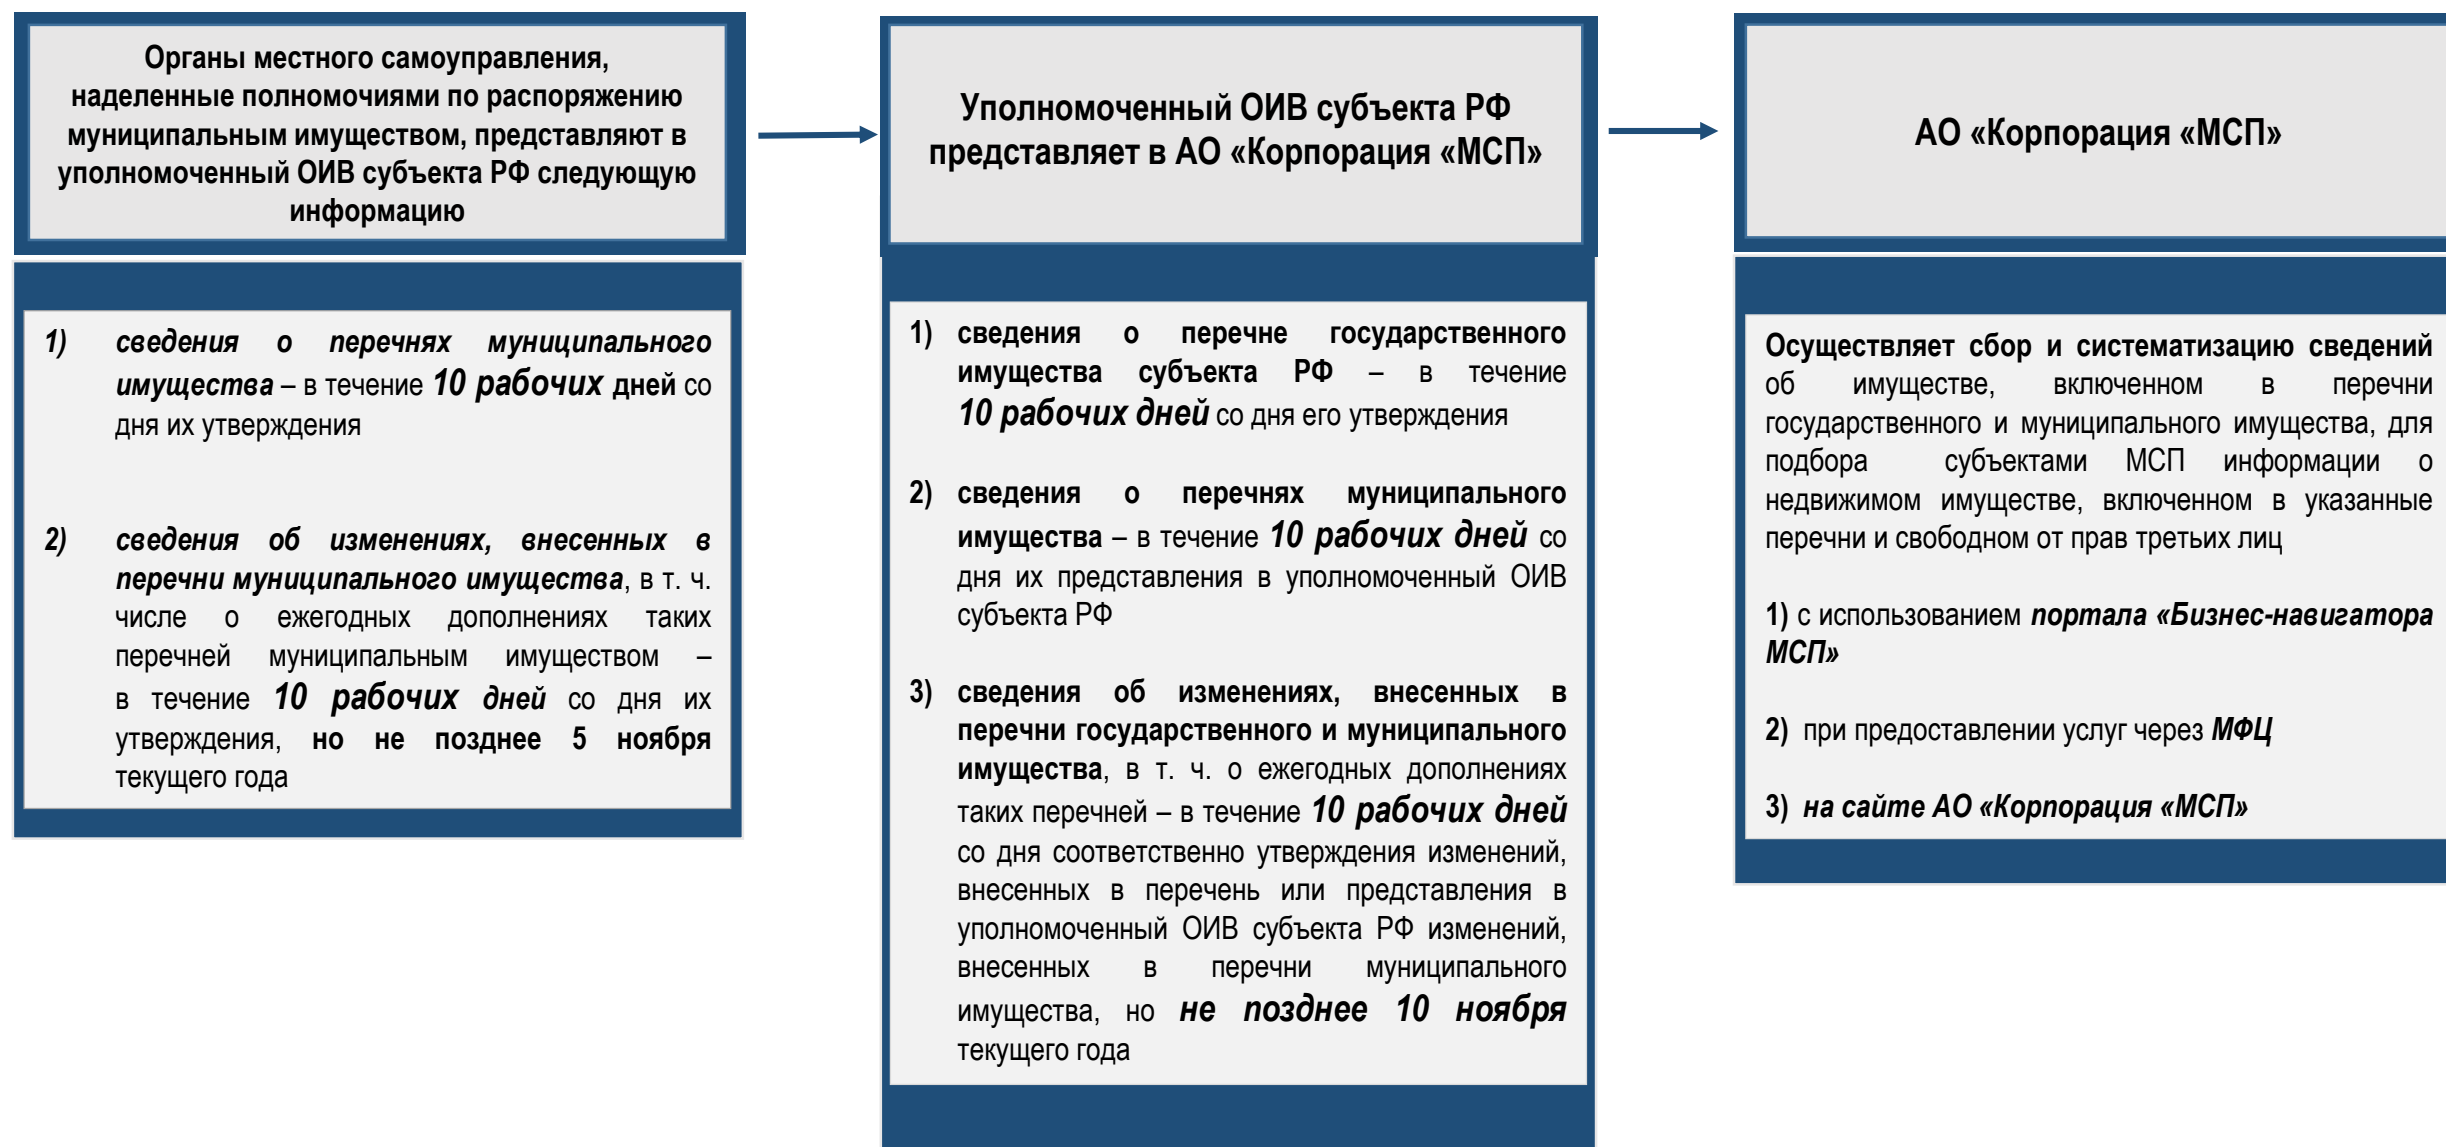 Органы местного самоуправления,
наделенные полномочиями по распоряжению
муниципальным имуществом, представляют в
уполномоченный ОИВ субъекта РФ следующую
информацию
1) сведения о перечнях муниципального
имущества – в течение 10 рабочих дней со
дня их утверждения
2) сведения об изменениях, внесенных в
перечни муниципального имущества, в т. ч.
числе о ежегодных дополнениях таких
перечней муниципальным имуществом –
в течение 10 рабочих дней со дня их
утверждения, но не позднее 5 ноября
текущего года
Уполномоченный ОИВ субъекта РФ
представляет в АО «Корпорация «МСП»
1) сведения о перечне государственного
имущества субъекта РФ – в течение
10 рабочих дней со дня его утверждения
2) сведения о перечнях муниципального
имущества – в течение 10 рабочих дней со
дня их представления в уполномоченный ОИВ
субъекта РФ
3) сведения об изменениях, внесенных в
перечни государственного и муниципального
имущества, в т. ч. о ежегодных дополнениях
таких перечней – в течение 10 рабочих дней
со дня соответственно утверждения изменений,
внесенных в перечень или представления в
уполномоченный ОИВ субъекта РФ изменений,
внесенных в перечни муниципального
имущества, но не позднее 10 ноября
текущего года
АО «Корпорация «МСП»
Осуществляет сбор и систематизацию сведений
об имуществе, включенном в перечни
государственного и муниципального имущества, для
подбора субъектами МСП информации о
недвижимом имуществе, включенном в указанные
перечни и свободном от прав третьих лиц
1) с использованием портала «Бизнес-навигатора
МСП»
2) при предоставлении услуг через МФЦ
3) на сайте АО «Корпорация «МСП»